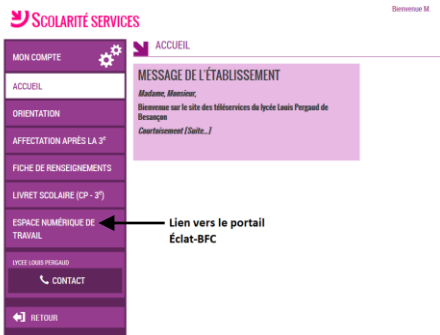 Bienvenue M
SCOLARITÉ SERVICES
MON COMPTE
ACCUEIL
ORIENTATION
AFFECTATION APRÈS LA 3e
FICHE DE RENSEIGNEMENTS
LIVRET SCOLAIRE (CP - 3e)
ESPACE NUMÉRIQUE DE
TRAVAIL
LYCEE LOUIS PERGAUD
CONTACT
RETOUR
ACCUEIL
MESSAGE DE L'ÉTABLISSEMENT
Madame, Monsieur,
Bienvenue sur le site des téléservices du lycée Louis Pergaud de
Besançon
Courtoisement [Suite...]
Lien vers le portail
Éclat-BFC